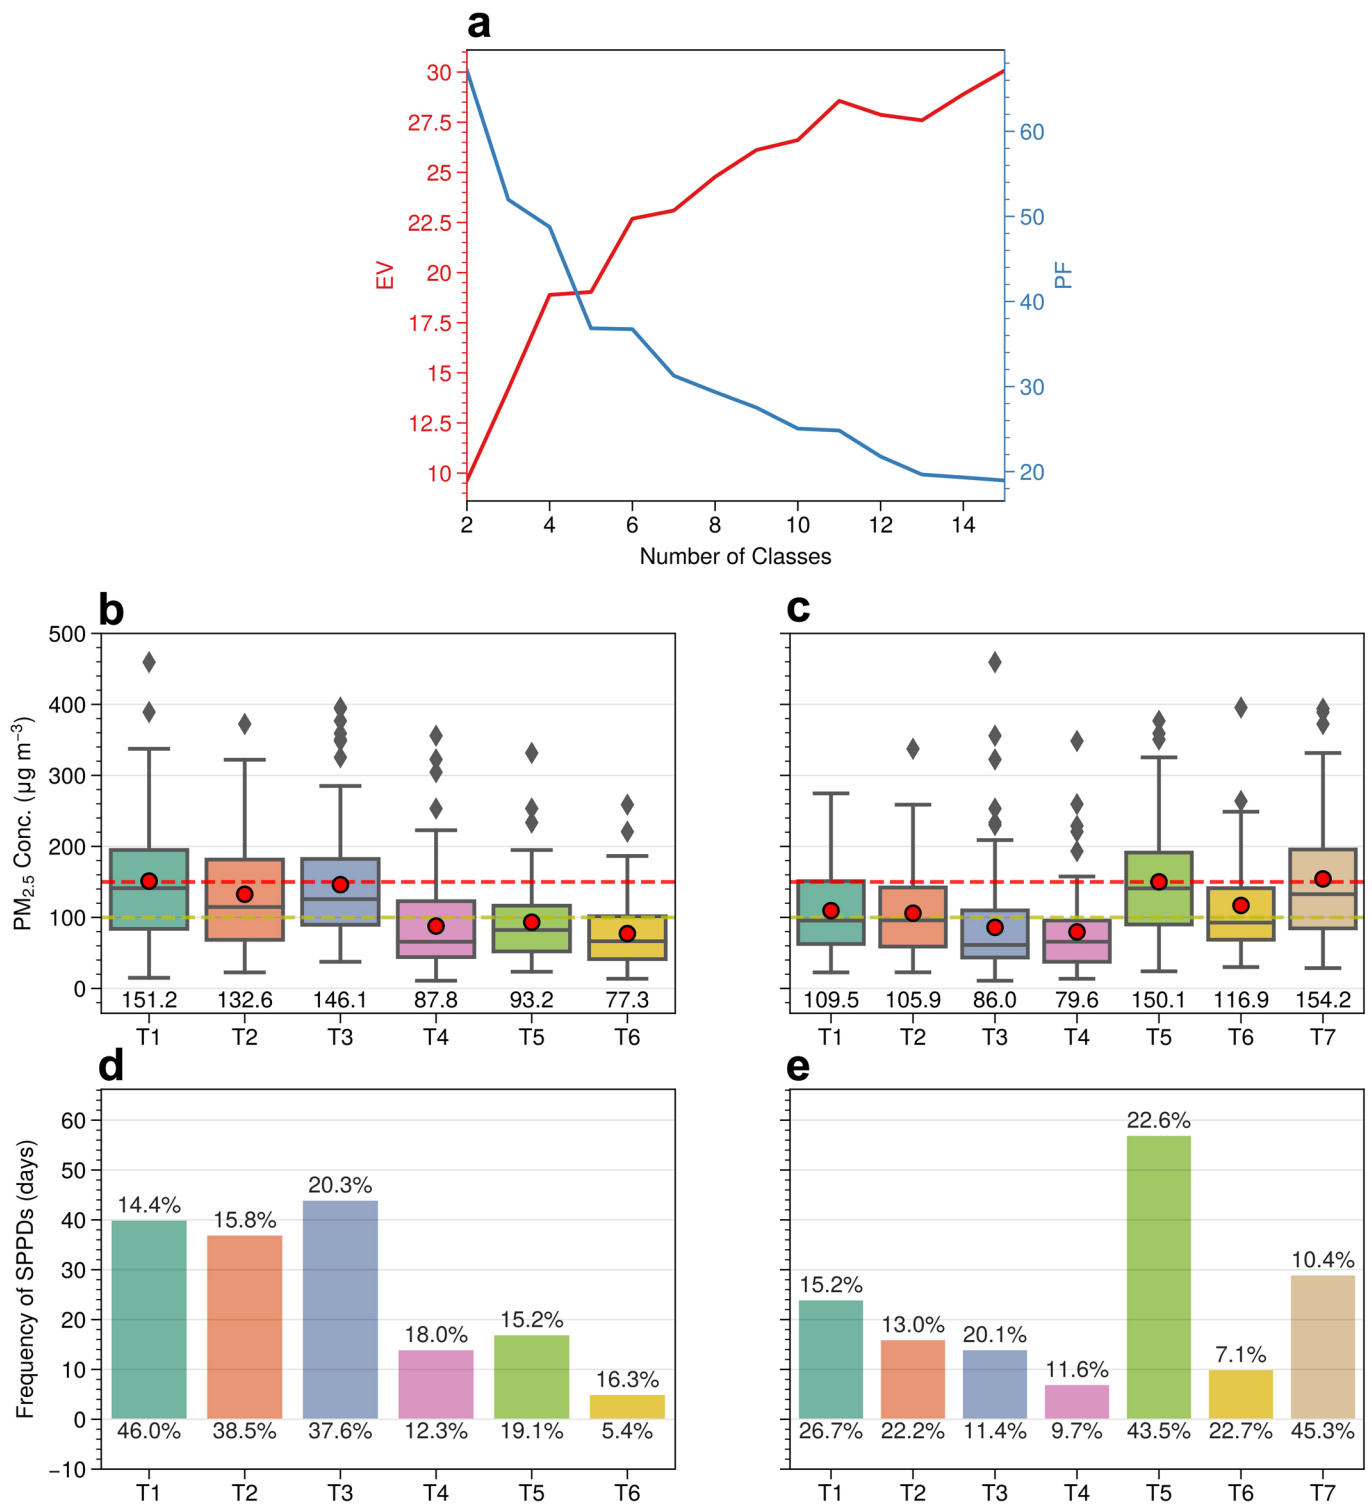 a
30
27.5
25
22.5
20
17.5
15
12.5
10
EV
60
50
40
30
20
PF
2 4 6 8 10 12 14
Number of Classes
b
500
400
300
200
100
0
PM2.5 Conc. (μg m−3)
151.2 132.6 146.1 87.8 93.2 77.3
T1 T2 T3 T4 T5 T6
c
109.5 105.9 86.0 79.6 150.1 116.9 154.2
T1 T2 T3 T4 T5 T6 T7
d
60
50
40
30
20
10
0
−10
Frequency of SPPDs (days)
14.4% 15.8% 20.3% 18.0% 15.2% 16.3%
46.0% 38.5% 37.6% 12.3% 19.1% 5.4%
T1 T2 T3 T4 T5 T6
e
15.2% 13.0% 20.1% 11.6% 22.6% 7.1% 10.4%
26.7% 22.2% 11.4% 9.7% 43.5% 22.7% 45.3%
T1 T2 T3 T4 T5 T6 T7